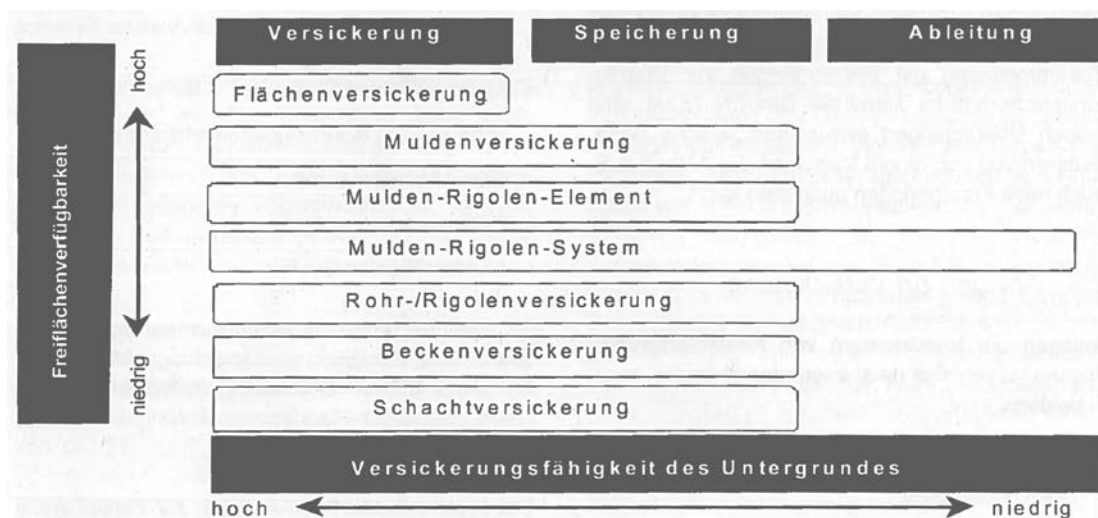 Versickerung Speicherung Ableitung
Freiflächenverfügbarkeit
hoch
niedrig
Flächenversickerung
Muldenversickerung
Mulden-Rigolen-Element
Mulden-Rigolen-System
Rohr-/Rigolenversickerung
Beckenversickerung
Schachtversickerung
Versickerungsfähigkeit des Untergrundes
hoch niedrig